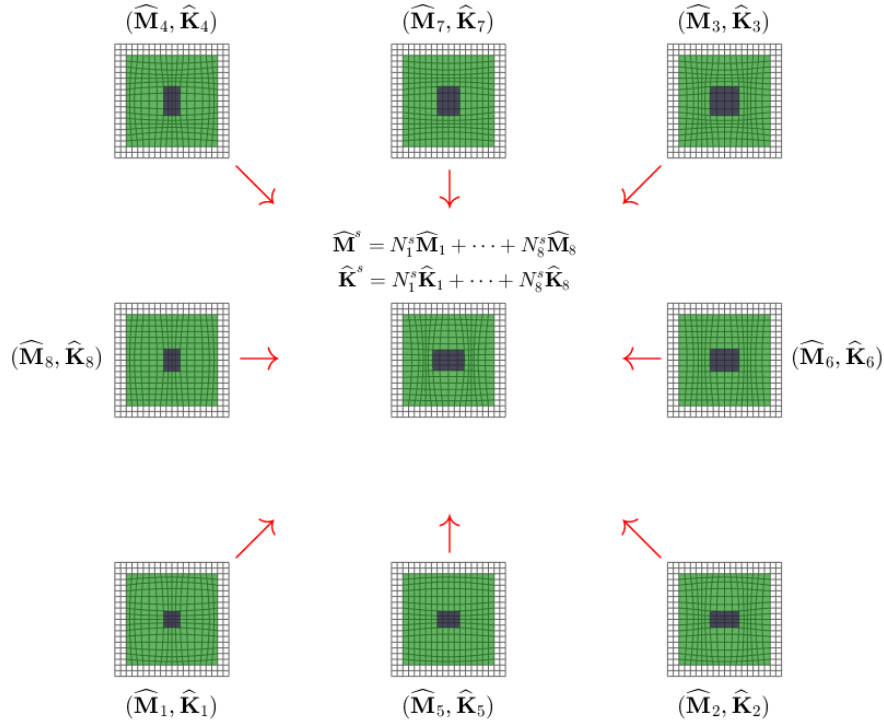 (M̂₄, K̂₄) (M̂₇, K̂₇) (M̂₃, K̂₃)
M̂ˢ = N₁ˢM̂₁ + ⋯ + N₈ˢM̂₈
K̂ˢ = N₁ˢK̂₁ + ⋯ + N₈ˢK̂₈
(M̂₈, K̂₈) (M̂₆, K̂₆)
(M̂₁, K̂₁) (M̂₅, K̂₅) (M̂₂, K̂₂)